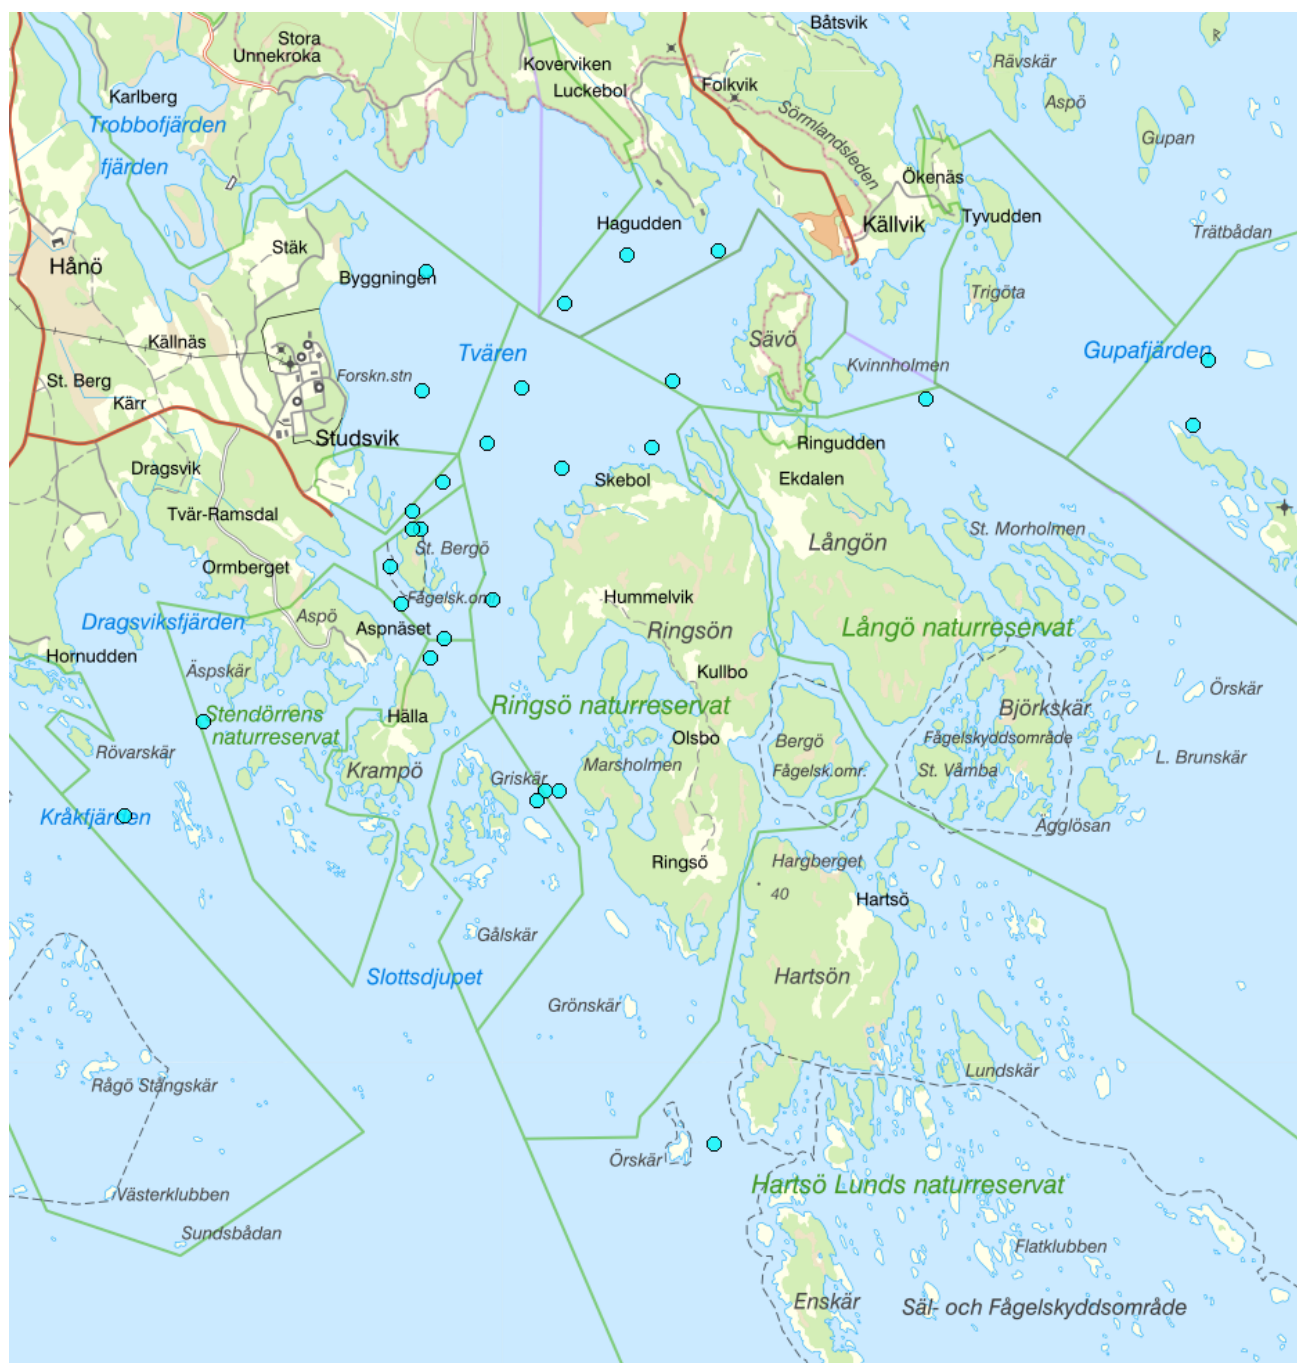 Båtsvik
Stora
Unnekroka
Koverviken
Luckebol
Folkvik
Rävskär
Aspö
Gupan
Karlberg
Trobbofjärden
fjärden
Sörmlandsleden
Ökenäs
Tyvudden
Trätbådan
Hagudden
Källvik
Stäk
Hånö
Byggningen
Trigöta
Källnäs
Tvären
Sävö
Kvinnholmen
Gupafjärden
St. Berg
Forskn.stn
Kärr
Studsvik
Ringudden
Dragsvik
Skebol
Ekdalen
Tvär-Ramsdal
St. Morholmen
St. Bergö
Långön
Ormberget
Fågelsk.omr.
Hummelvik
Aspö
Dragsviksfjärden
Aspnäset
Ringsön
Långö naturreservat
Hornudden
Äspskär
Kullbo
Örskär
Stendörrens
naturreservat
Hälla
Ringsö naturreservat
Björkskär
Rövarskär
Olsbo
Bergö
Fågelskyddsområde
L. Brunskär
Krampö
Griskär
Marsholmen
Fågelsk.omr.
St. Våmba
Kråkfjärden
Agglösan
Ringsö
Hargberget
40
Hartsö
Gålskär
Slottsdjupet
Hartsön
Grönskär
Rågö Stångskär
Lundskär
Örskär
Västerklubben
Hartsö Lunds naturreservat
Sundsbådan
Flatklubben
Enskär
Säl- och Fågelskyddsområde